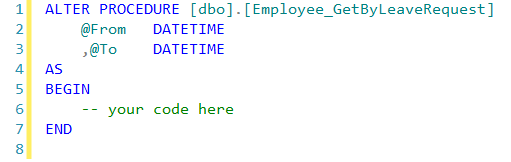 1 ALTER PROCEDURE [dbo].[Employee_GetByLeaveRequest]
2     @From   DATETIME
3     ,@To    DATETIME
4 AS
5 BEGIN
6     -- your code here
7 END
8